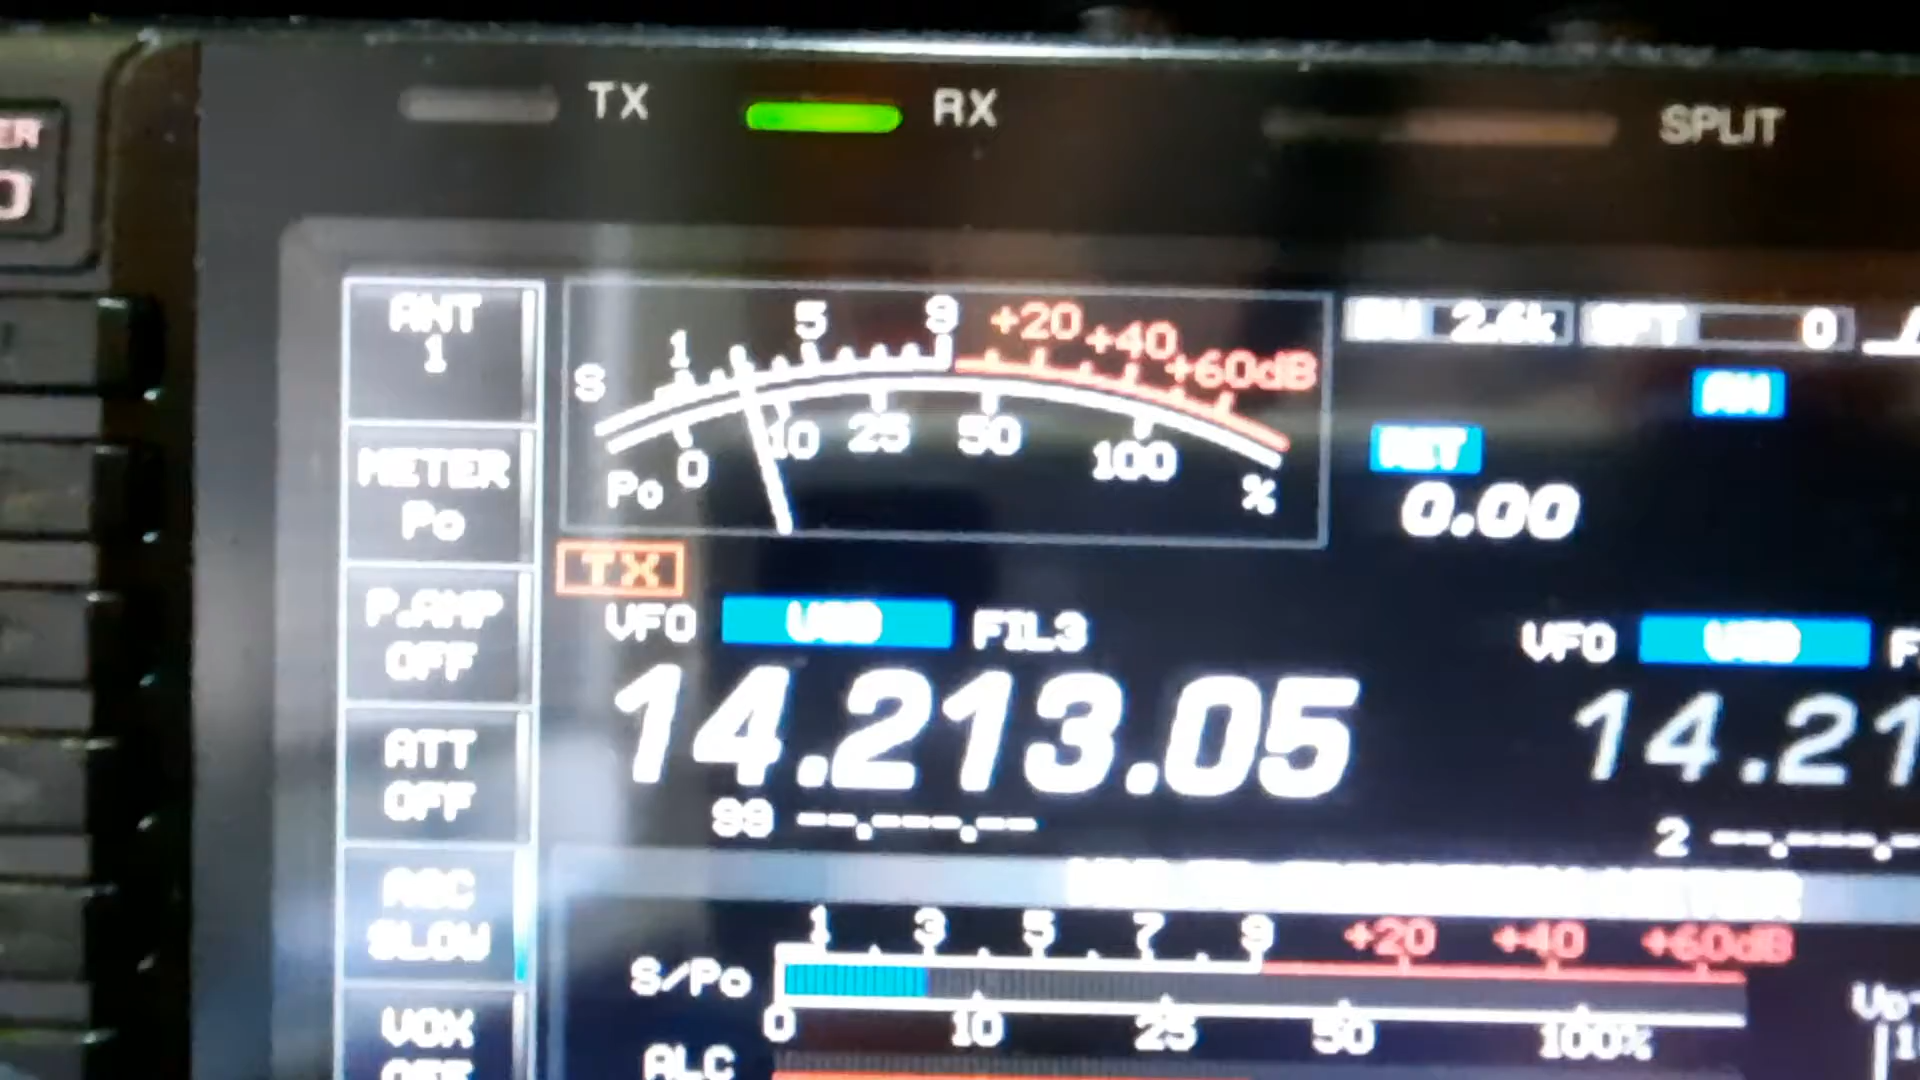 TX RX SPLIT
ANT
1
S 1 5 9 +20 +40 +60dB
Po 0 10 25 50 100 %
2.6k SFT 0
METER
Po
0.00
TX
P.AMP
OFF
VFO USB FIL3
VFO USB
14.213.05
14.21
ATT
OFF
99 --.---.--
2 --.---.-
AGC
SLOW
1 3 5 7 9 +20 +40 +60dB
S/Po
0 10 25 50 100%
VOX
OFF
ALC